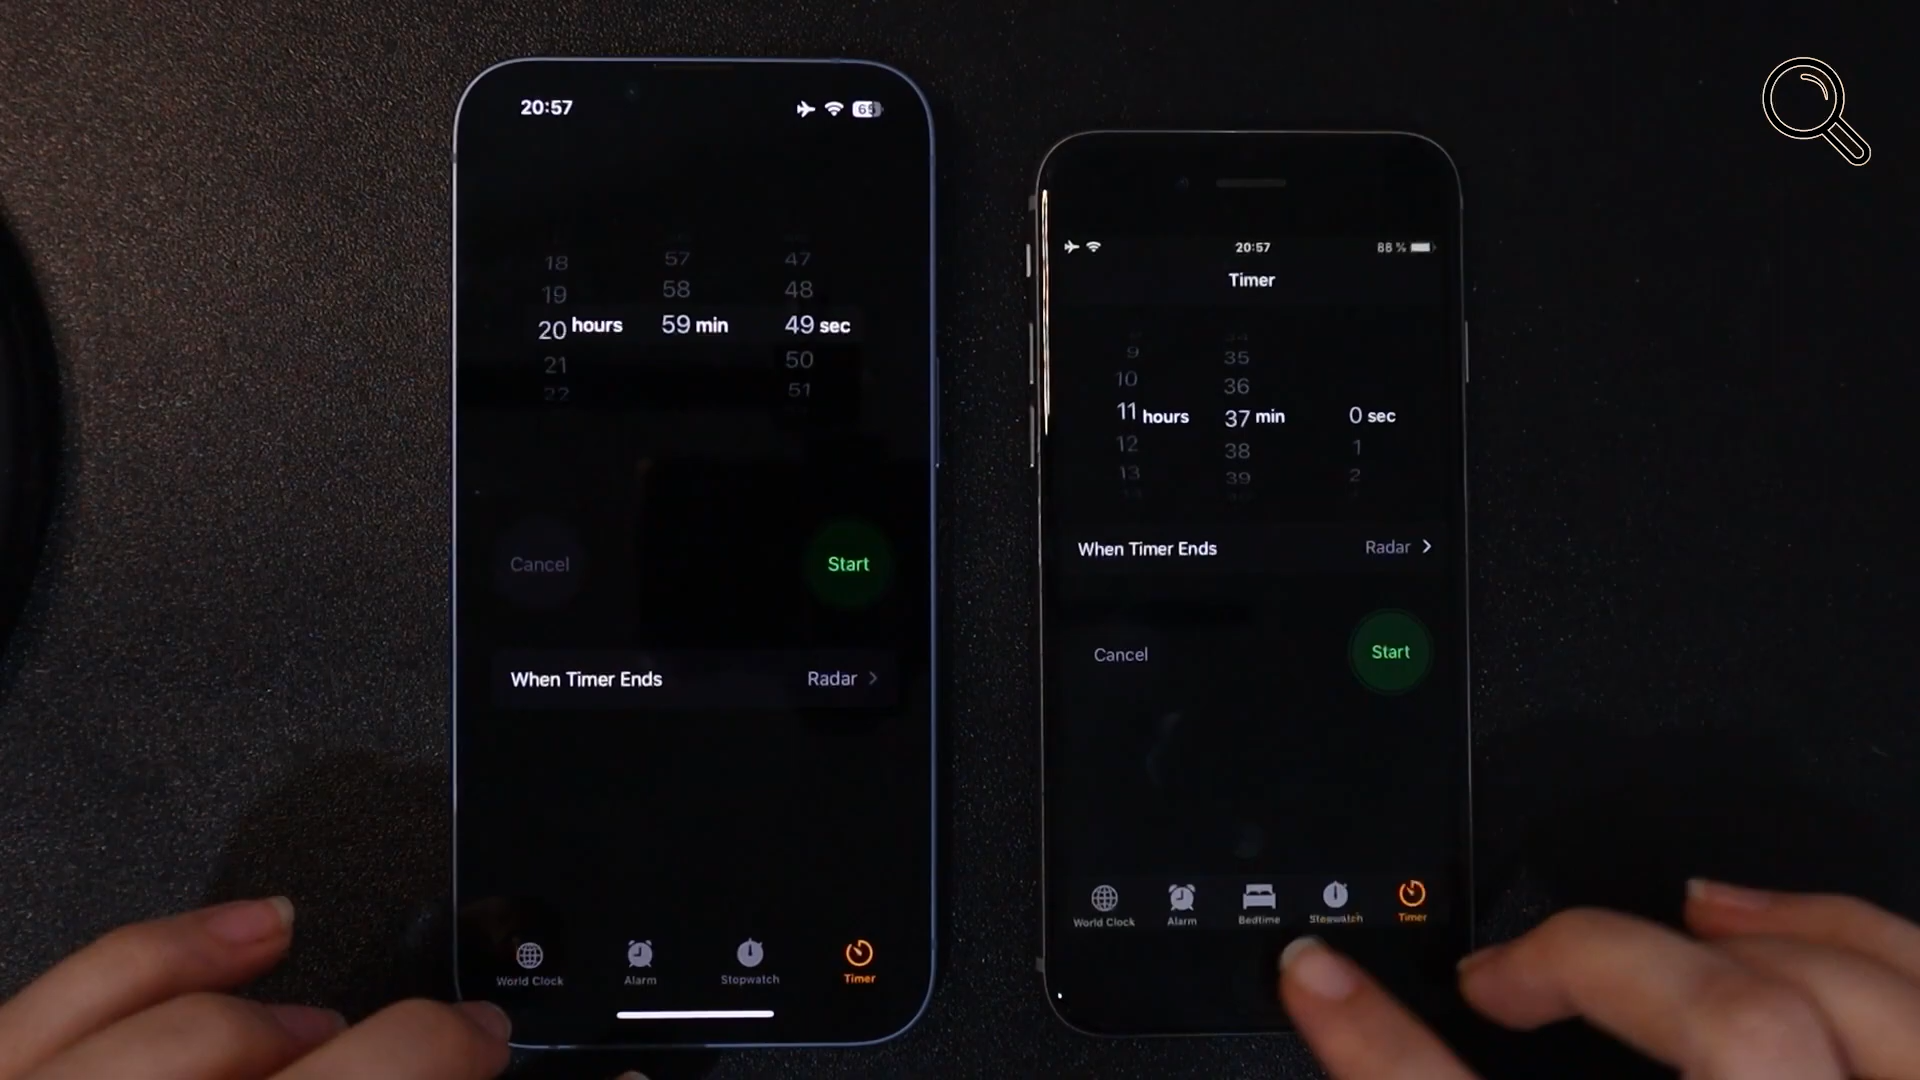 20:57
65
18 57 47
19 58 48
20 hours 59 min 49 sec
21 50
22 51
Cancel Start
When Timer Ends Radar
World Clock Alarm Stopwatch Timer
20:57 86 %
Timer
9 35
10 36
11 hours 37 min 0 sec
12 38 1
13 39 2
When Timer Ends Radar
Cancel Start
World Clock Alarm Bedtime Stopwatch Timer